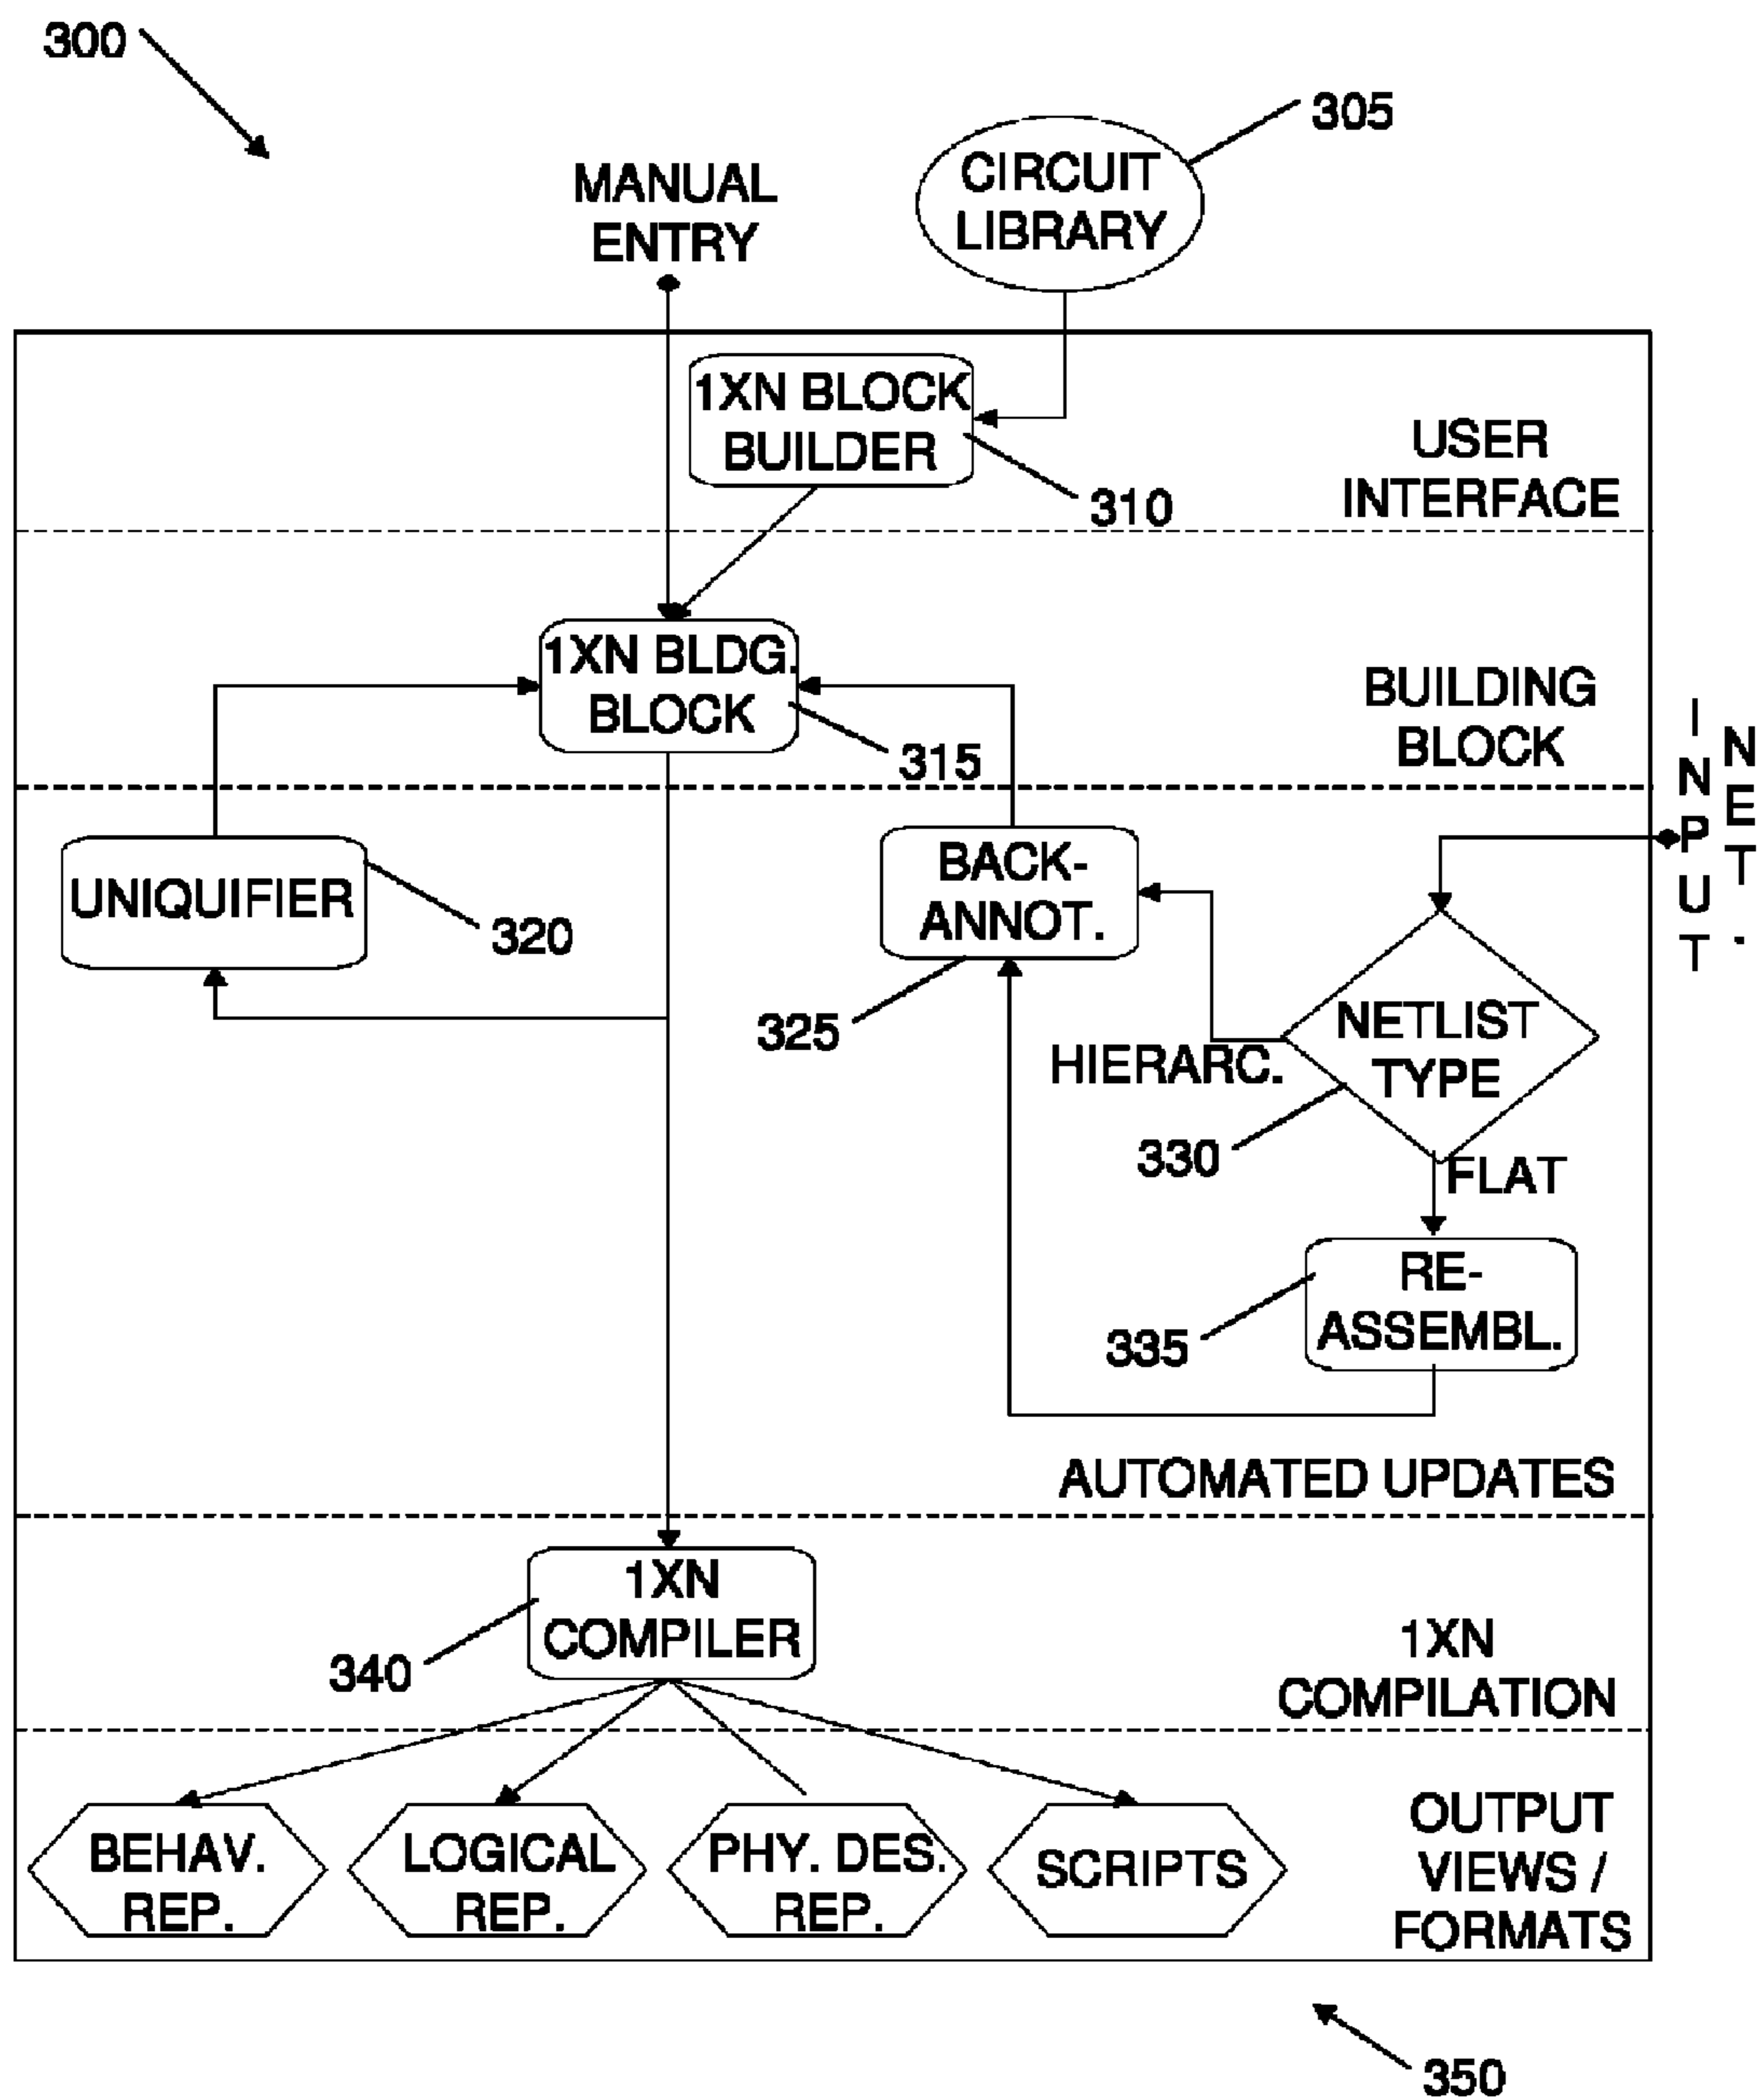 300
305
CIRCUIT
LIBRARY
MANUAL
ENTRY
1XN BLOCK
BUILDER
310
USER
INTERFACE
1XN BLDG.
BLOCK
315
BUILDING
BLOCK
INPUT
NET.
UNIQUIFIER
320
BACK-
ANNOT.
325
NETLIST
TYPE
HIERARC.
330
FLAT
RE-
ASSEMBL.
335
AUTOMATED UPDATES
1XN
COMPILER
340
1XN
COMPILATION
BEHAV.
REP.
LOGICAL
REP.
PHY. DES.
REP.
SCRIPTS
OUTPUT
VIEWS /
FORMATS
350